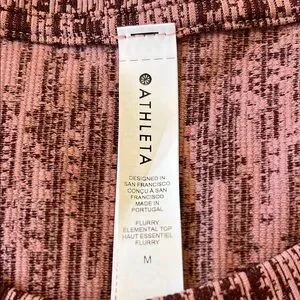 ATHLETA
DESIGNED IN
SAN FRANCISCO
CONÇU À SAN
FRANCISCO
MADE IN
PORTUGAL
FLURRY
ELEMENTAL TOP
HAUT ESSENTIEL
FLURRY
M